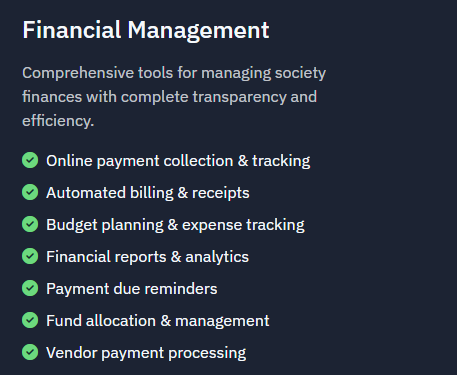 Financial Management
Comprehensive tools for managing society
finances with complete transparency and
efficiency.
Online payment collection & tracking
Automated billing & receipts
Budget planning & expense tracking
Financial reports & analytics
Payment due reminders
Fund allocation & management
Vendor payment processing